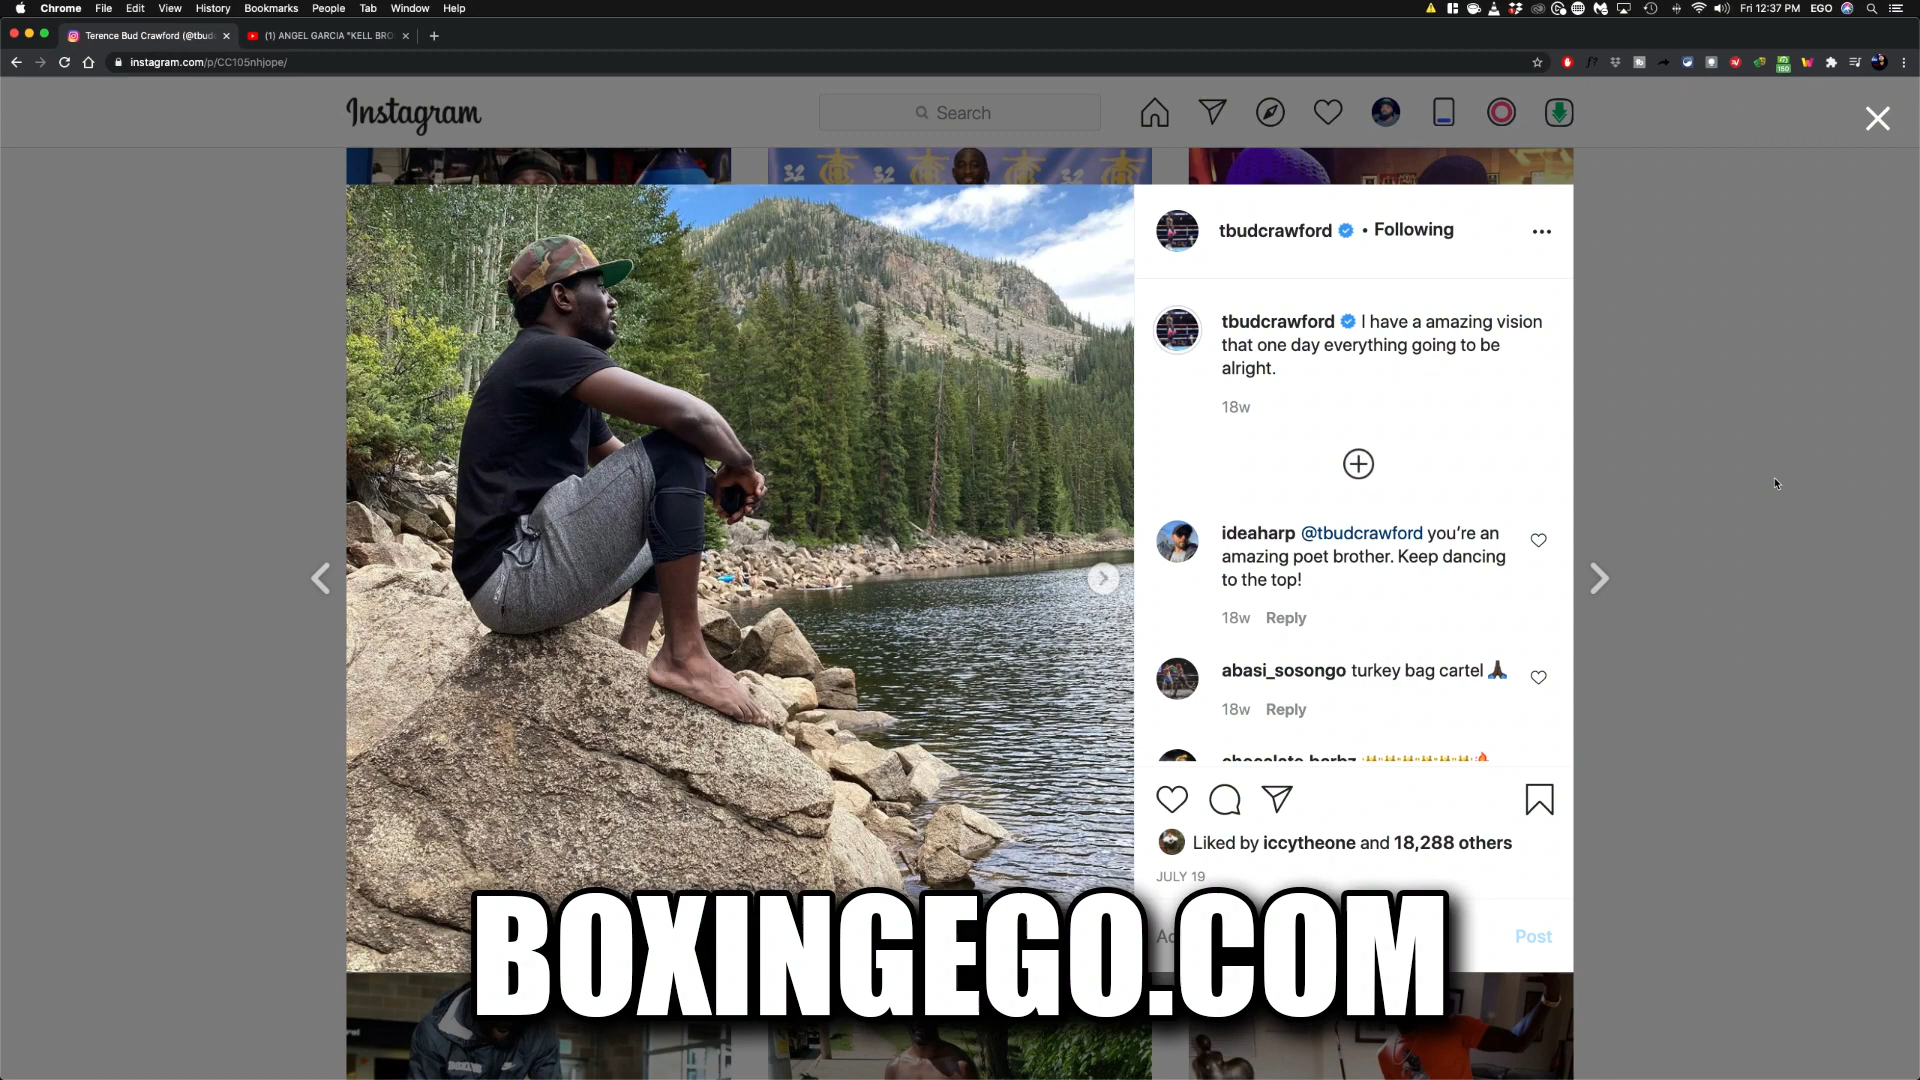 Chrome File Edit View History Bookmarks People Tab Window Help
Fri 12:37 PM EGO
Terence Bud Crawford (@tbud
(1) ANGEL GARCIA "KELL BRO
instagram.com/p/CC105nhjope/
150
Instagram
Search
32 32 32
tbudcrawford • Following
tbudcrawford I have a amazing vision
that one day everything going to be
alright.
18w
ideaharp @tbudcrawford you're an
amazing poet brother. Keep dancing
to the top!
18w Reply
abasi_sosongo turkey bag cartel 🙏🏿
18w Reply
Liked by iccytheone and 18,288 others
JULY 19
Post
BOXINGEGO.COM